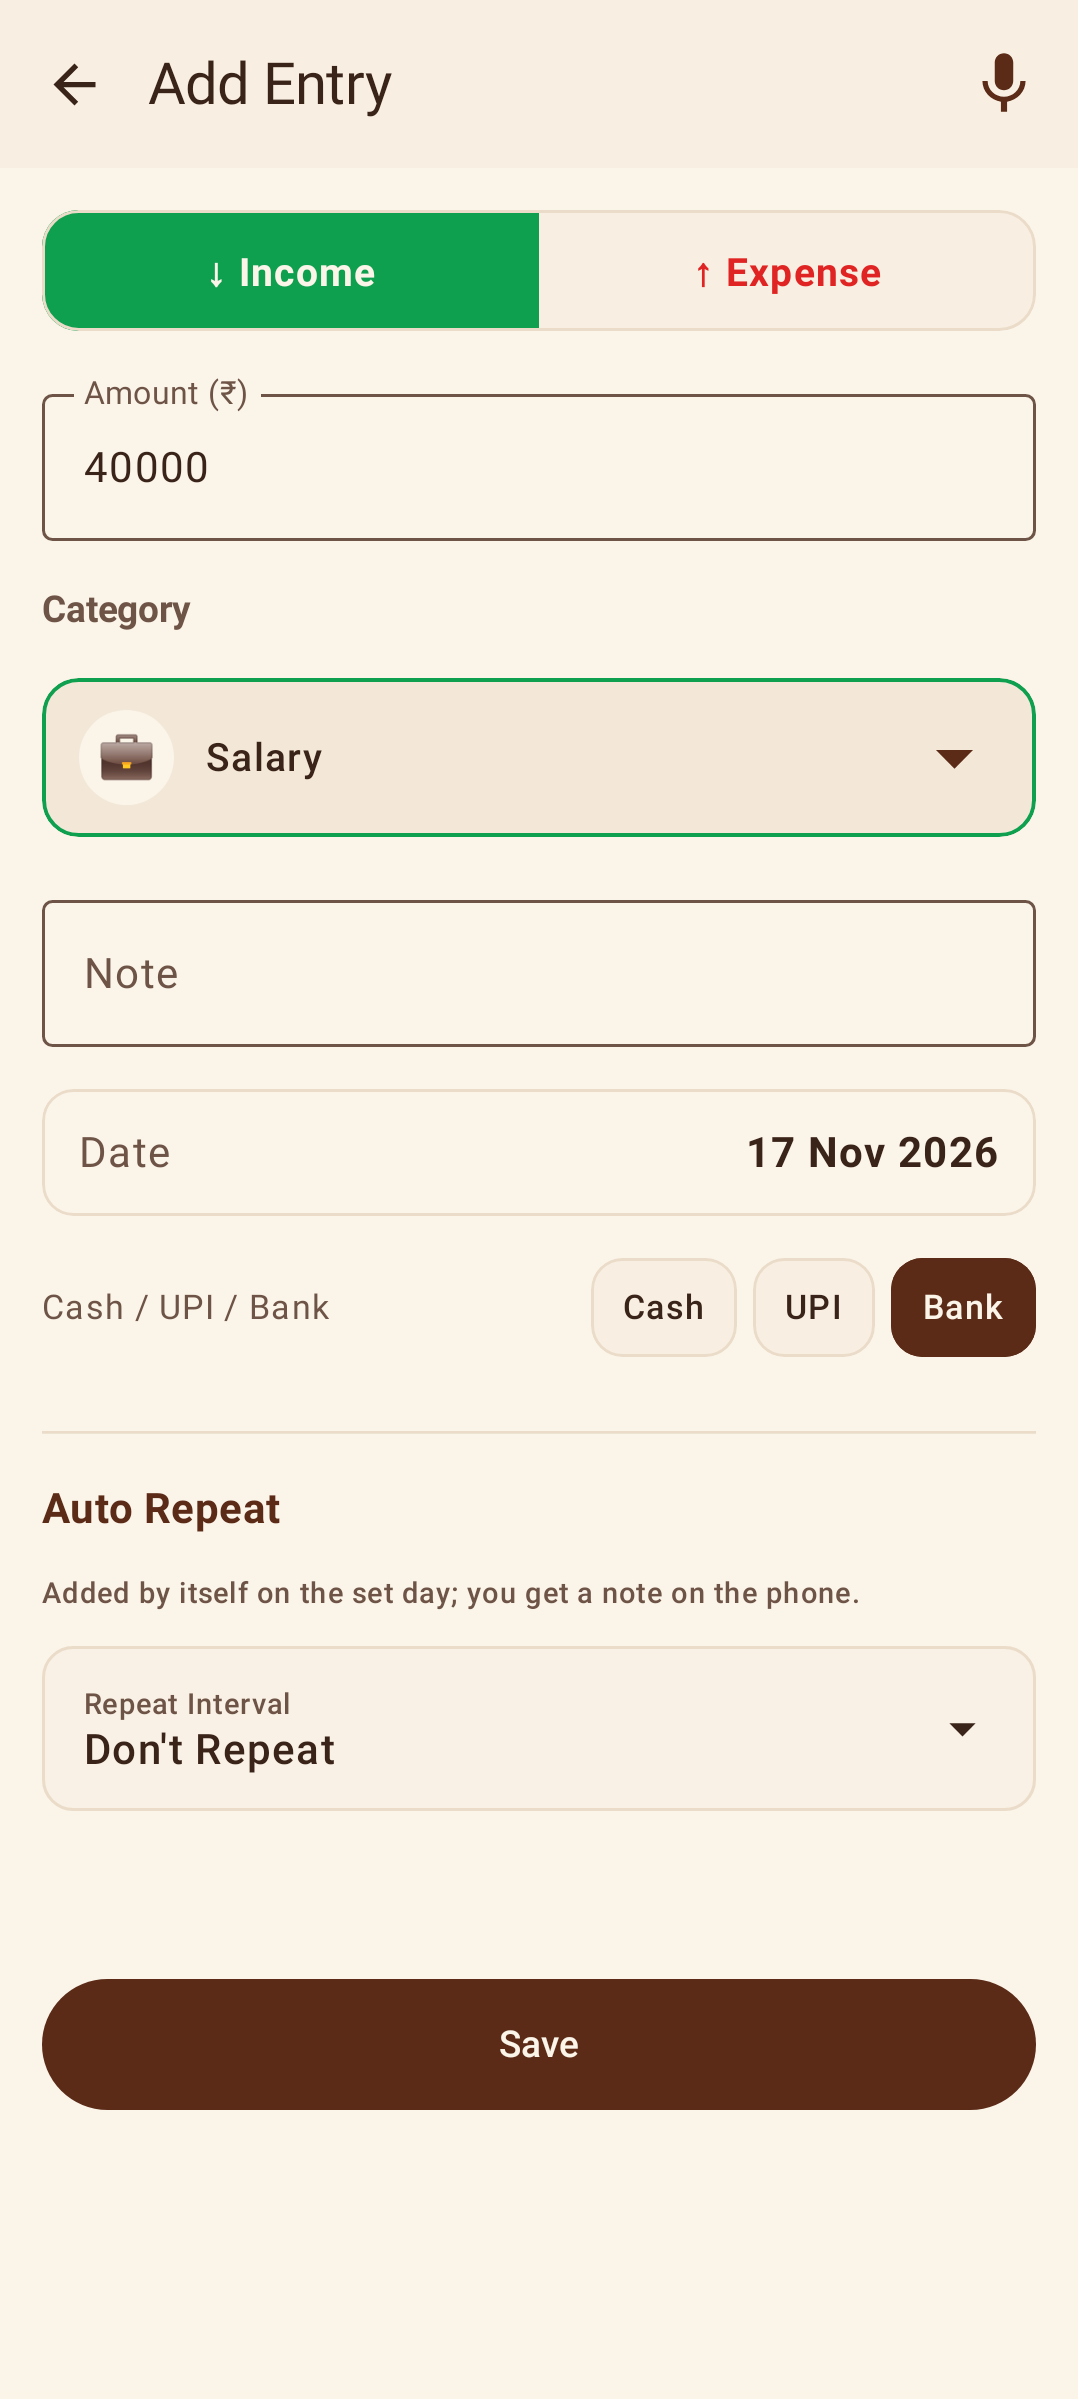 Add Entry
↓ Income
↑ Expense
Amount (₹)
40000
Category
Salary
Note
Date
17 Nov 2026
Cash / UPI / Bank
Cash
UPI
Bank
Auto Repeat
Added by itself on the set day; you get a note on the phone.
Repeat Interval
Don't Repeat
Save